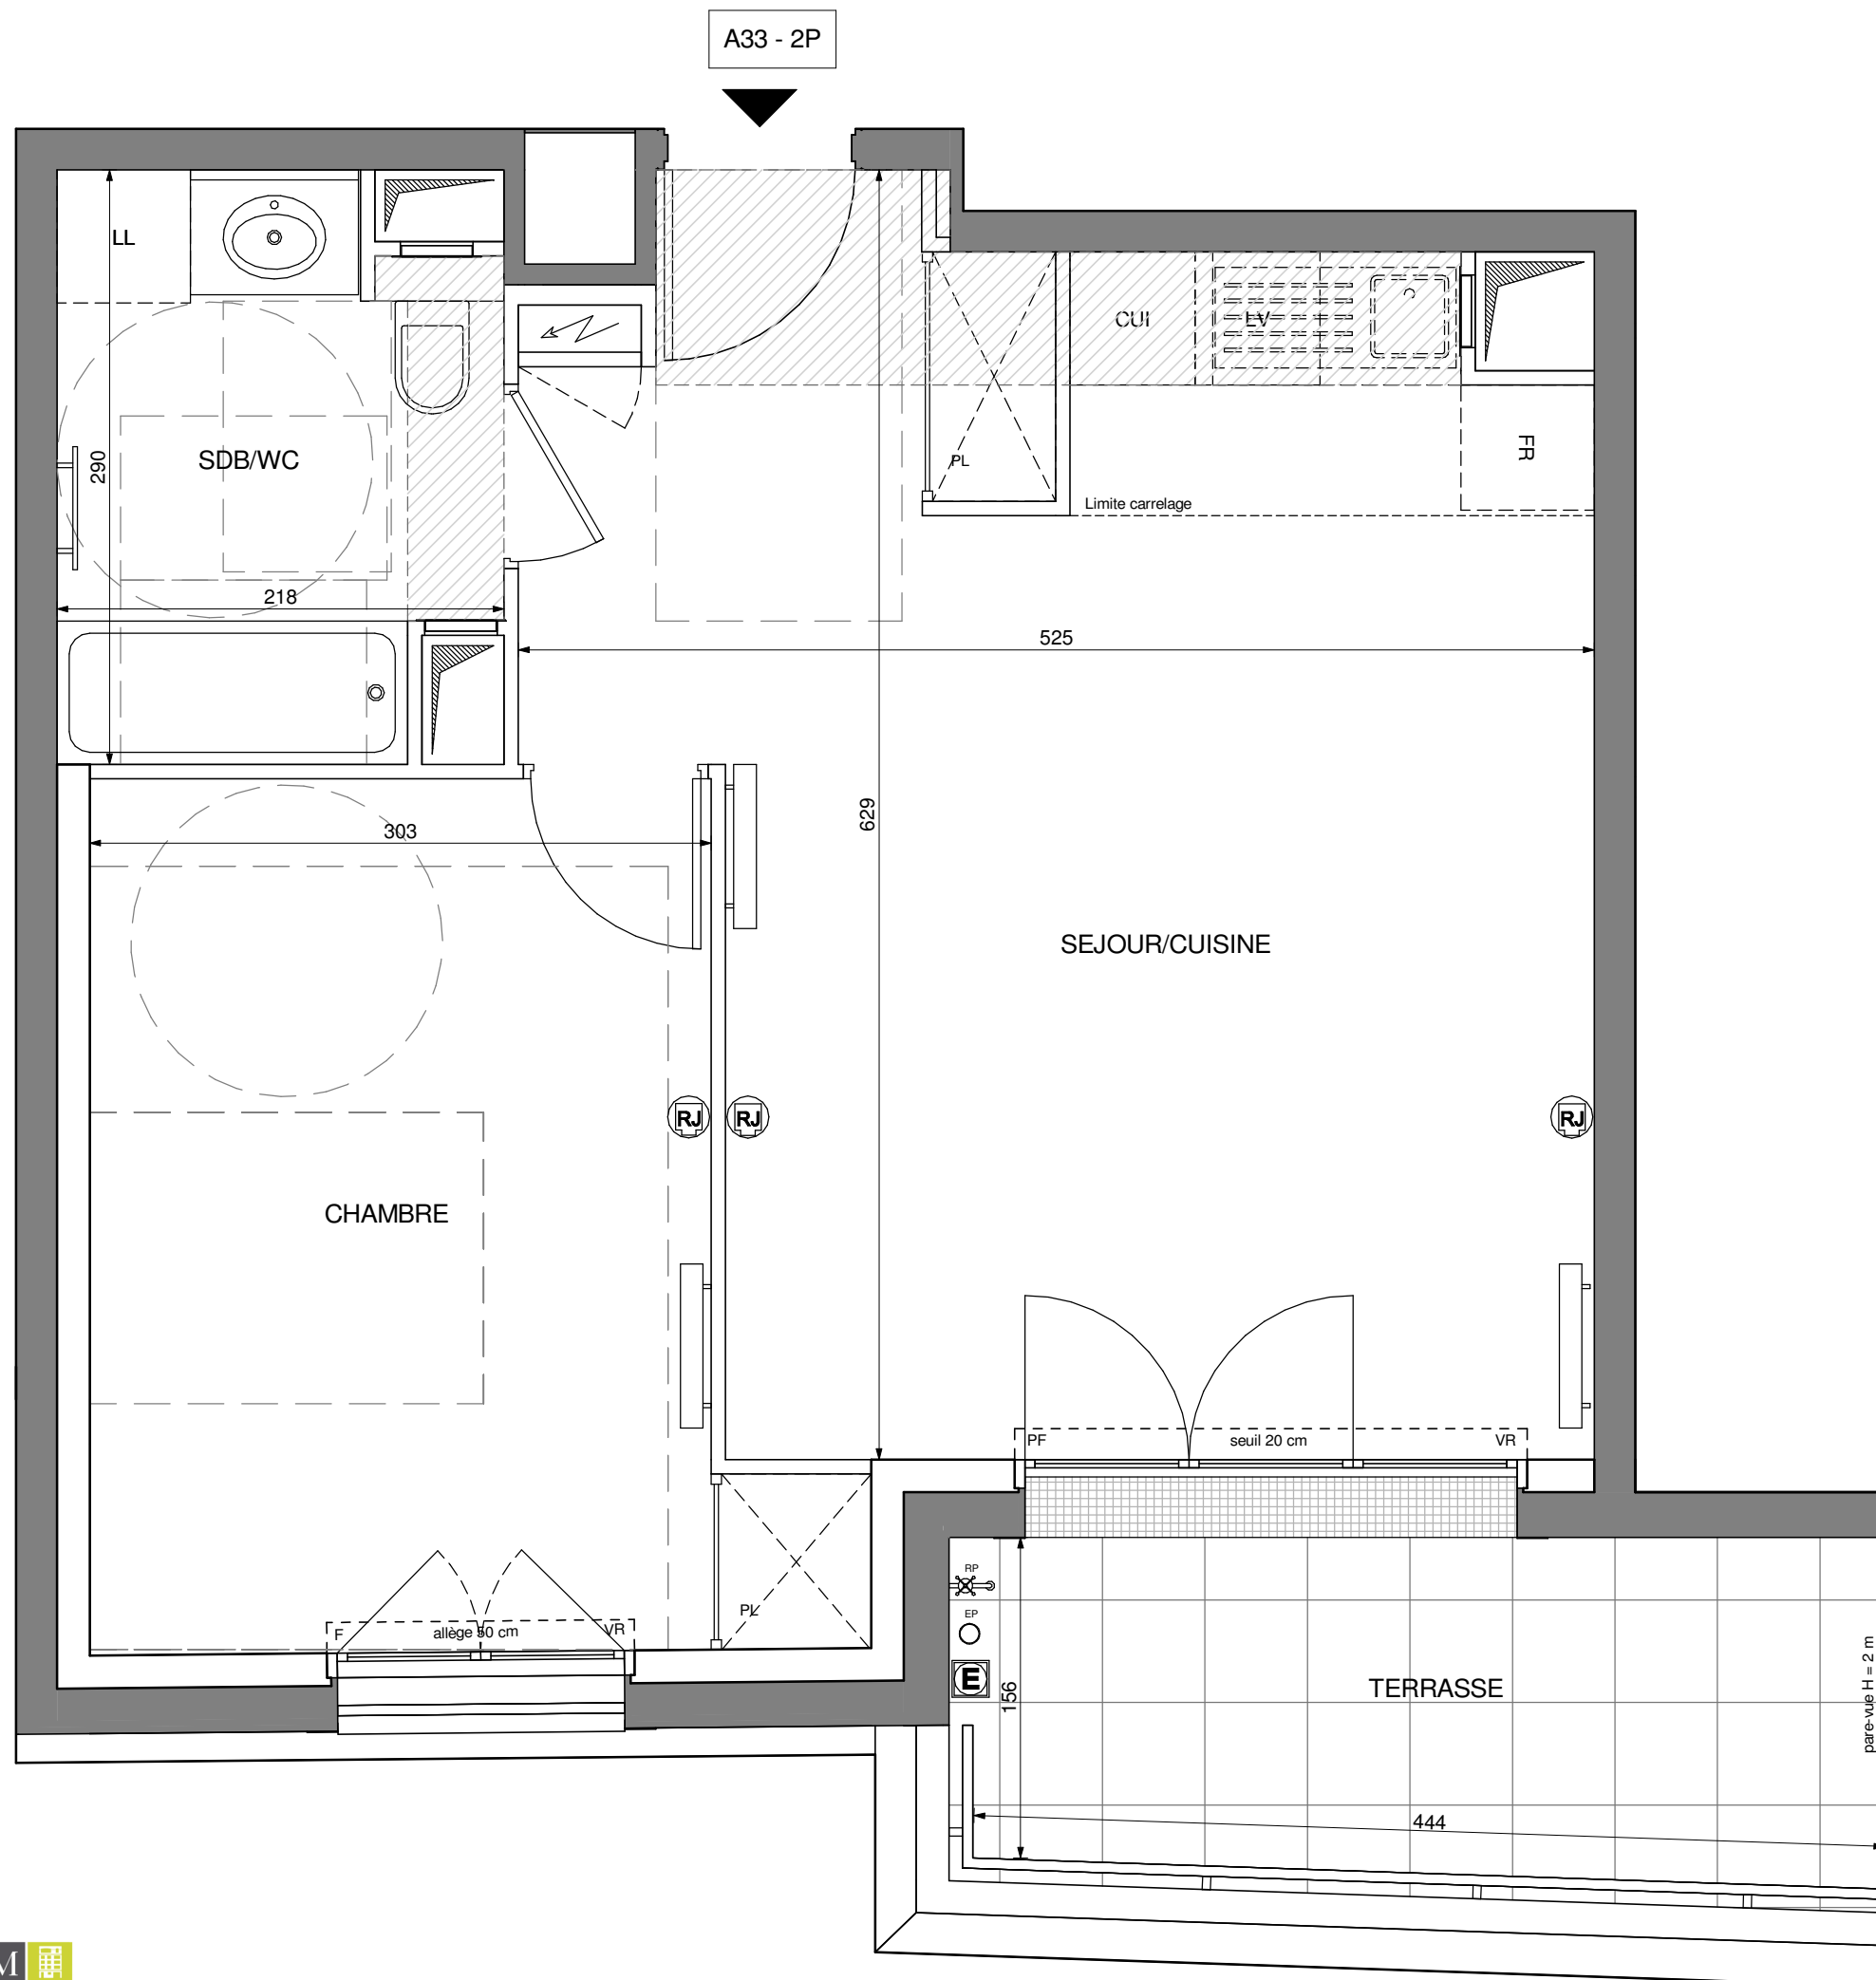 A33 - 2P
LL
CUI
LV
SDB/WC
290
PL
FR
Limite carrelage
218
525
303
629
SEJOUR/CUISINE
RJ
RJ
RJ
CHAMBRE
PF
seuil 20 cm
VR
RP
EP
PL
F
allège 50 cm
VR
E
156
TERRASSE
pare-vue H = 2 m
444
M